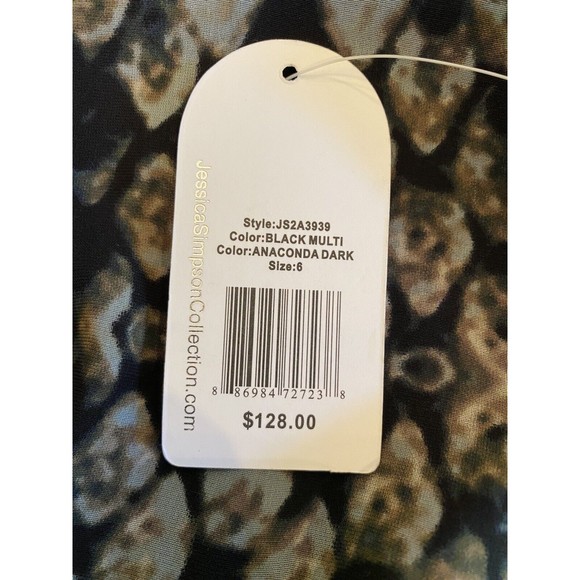 JessicaSimpsonCollection.com
Style:JS2A3939
Color:BLACK MULTI
Color:ANACONDA DARK
Size:6
8 86984 72723 8
$128.00